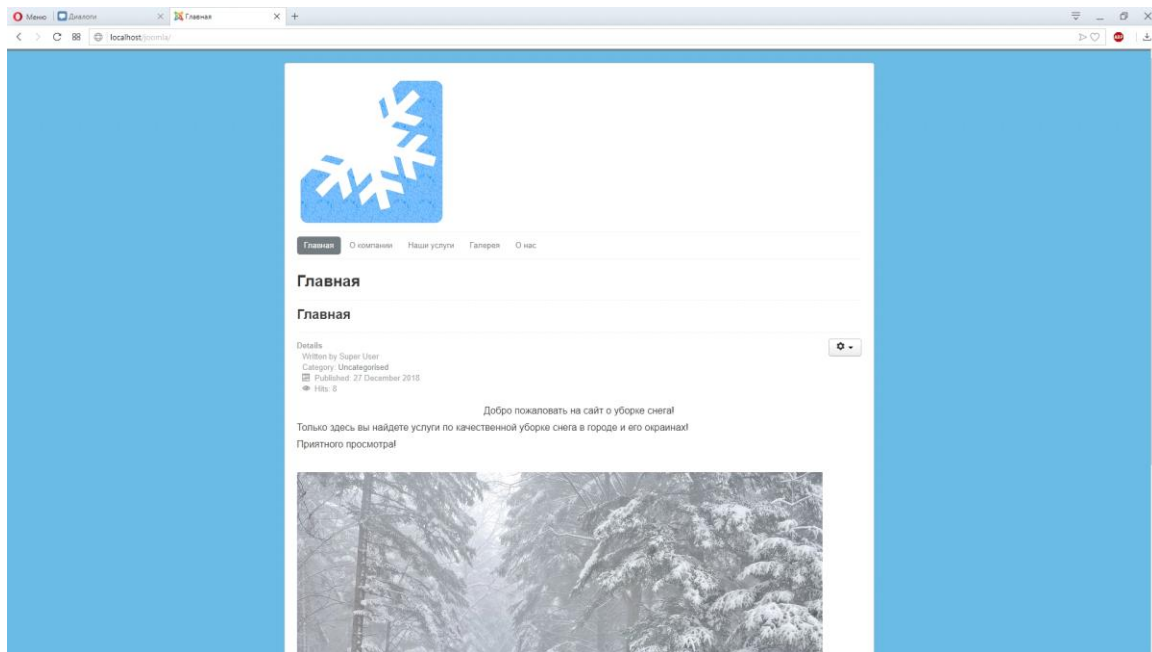 Меню Диалоги Главная
localhost/joomla/
Главная О компании Наши услуги Галерея О нас
Главная
Главная
Details
Written by Super User
Category: Uncategorised
Published: 27 December 2018
Hits: 8
Добро пожаловать на сайт о уборке снега!
Только здесь вы найдете услуги по качественной уборке снега в городе и его окраинах!
Приятного просмотра!